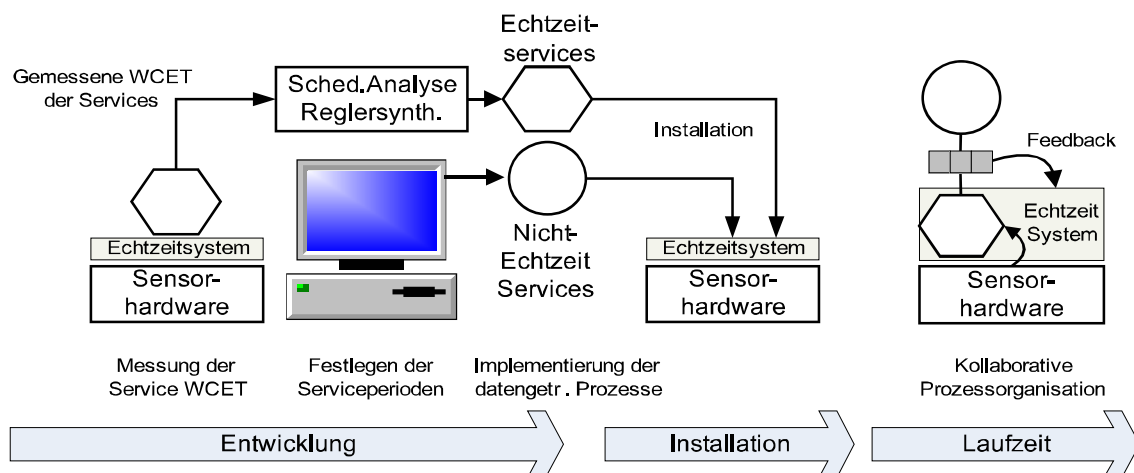 Echtzeit-
services
Gemessene WCET
der Services
Sched.Analyse
Reglersynth.
Installation
Feedback
Echtzeitsystem
Sensor-
hardware
Nicht-
Echtzeit
Services
Echtzeitsystem
Sensor-
hardware
Echtzeit
System
Sensor-
hardware
Messung der
Service WCET
Festlegen der
Serviceperioden
Implementierung der
datengetr. Prozesse
Kollaborative
Prozessorganisation
Entwicklung
Installation
Laufzeit